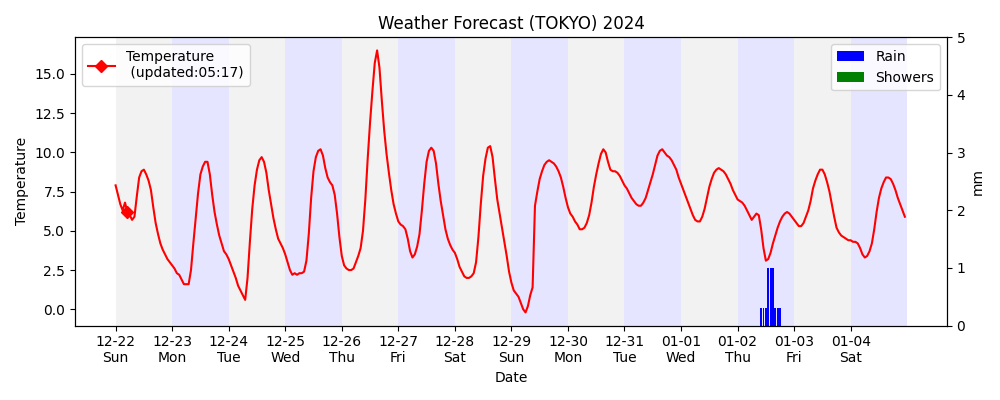 Weather Forecast (TOKYO) 2024
Temperature
(updated:05:17)
Rain
Showers
Temperature
15.0
12.5
10.0
7.5
5.0
2.5
0.0
5
4
3
2
1
0
mm
12-22 12-23 12-24 12-25 12-26 12-27 12-28 12-29 12-30 12-31 01-01 01-02 01-03 01-04
Sun Mon Tue Wed Thu Fri Sat Sun Mon Tue Wed Thu Fri Sat
Date